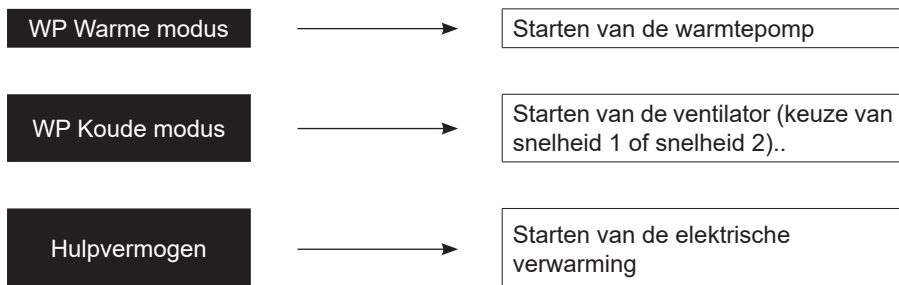 WP Warme modus
Starten van de warmtepomp
WP Koude modus
Starten van de ventilator (keuze van
snelheid 1 of snelheid 2)..
Hulpvermogen
Starten van de elektrische
verwarming